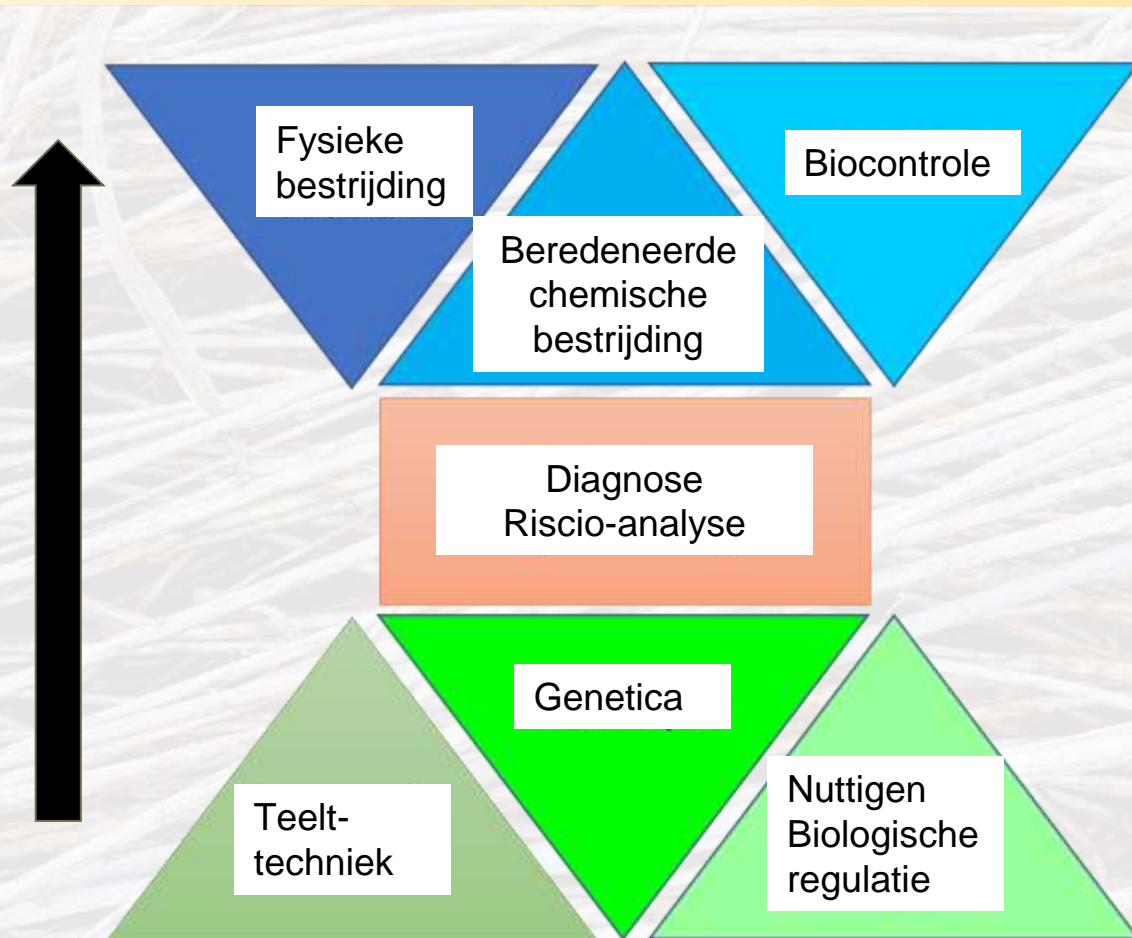 Fysieke
bestrijding
Biocontrole
Beredeneerde
chemische
bestrijding
Diagnose
Riscio-analyse
Genetica
Teelt-
techniek
Nuttigen
Biologische
regulatie